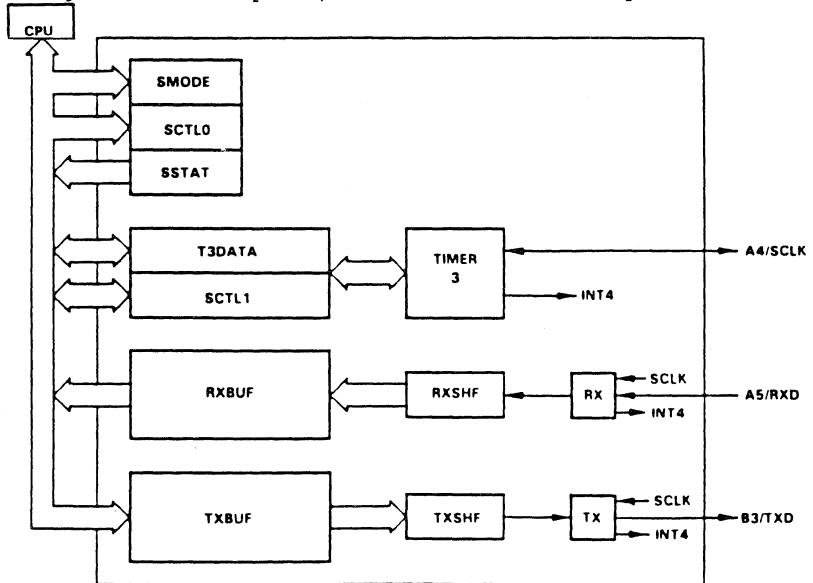 CPU
SMODE
SCTL0
SSTAT
T3DATA
SCTL1
TIMER
3
A4/SCLK
INT4
RXBUF
RXSHF
RX
SCLK
A5/RXD
INT4
TXBUF
TXSHF
TX
SCLK
B3/TXD
INT4